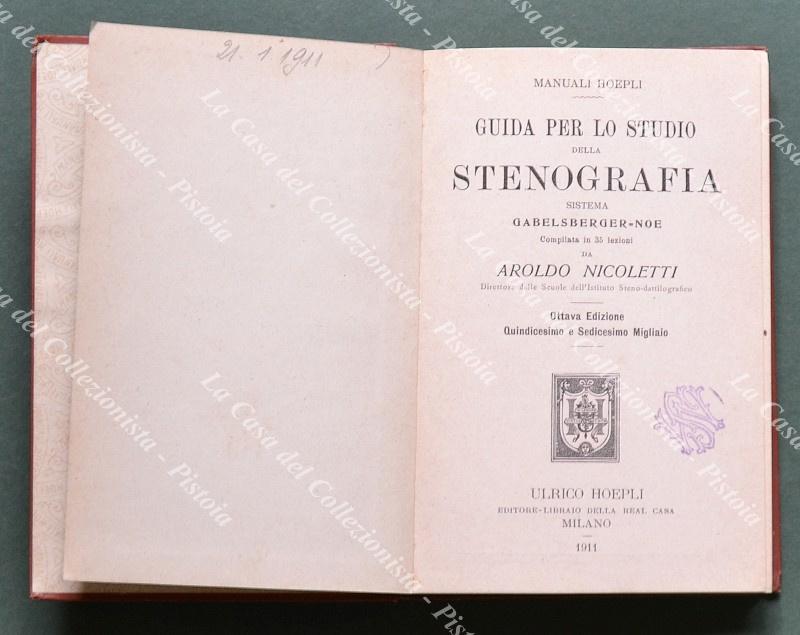 21. 1. 1911
MANUALI HOEPLI
GUIDA PER LO STUDIO
DELLA
STENOGRAFIA
SISTEMA
GABELSBERGER=NOE
Compilata in 35 lezioni
DA
AROLDO NICOLETTI
Direttore delle Scuole dell'Istituto Steno-dattilografico
Ottava Edizione
Quindicesimo e Sedicesimo Migliaio
ULRICO HOEPLI
EDITORE-LIBRAIO DELLA REAL CASA
MILANO
1911
La Casa del Collezionista - Pistoia